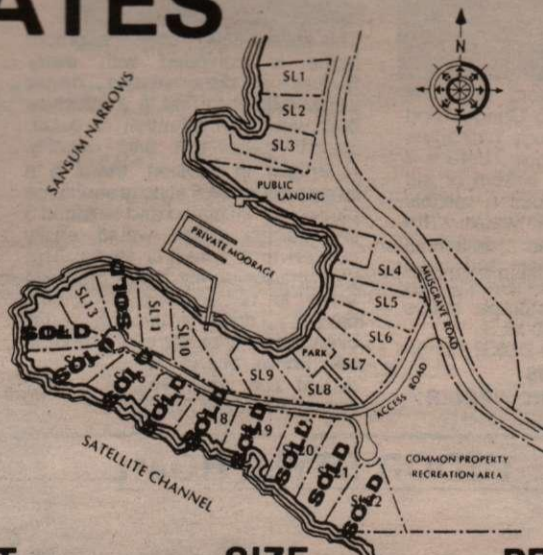 ATES
N
SANSUM NARROWS
SL1
SL2
SL3
PUBLIC
LANDING
PRIVATE MOORAGE
SL4
MUSGRAVE ROAD
SL5
SL6
SL7
PARK
SL8
SL9
SL10
SL11
SOLD
SL13
SOLD
SOLD
SOLD
SOLD
SOLD
SOLD
SOLD
SOLD
SOLD
ACCESS ROAD
COMMON PROPERTY
RECREATION AREA
SATELLITE CHANNEL
SIZE